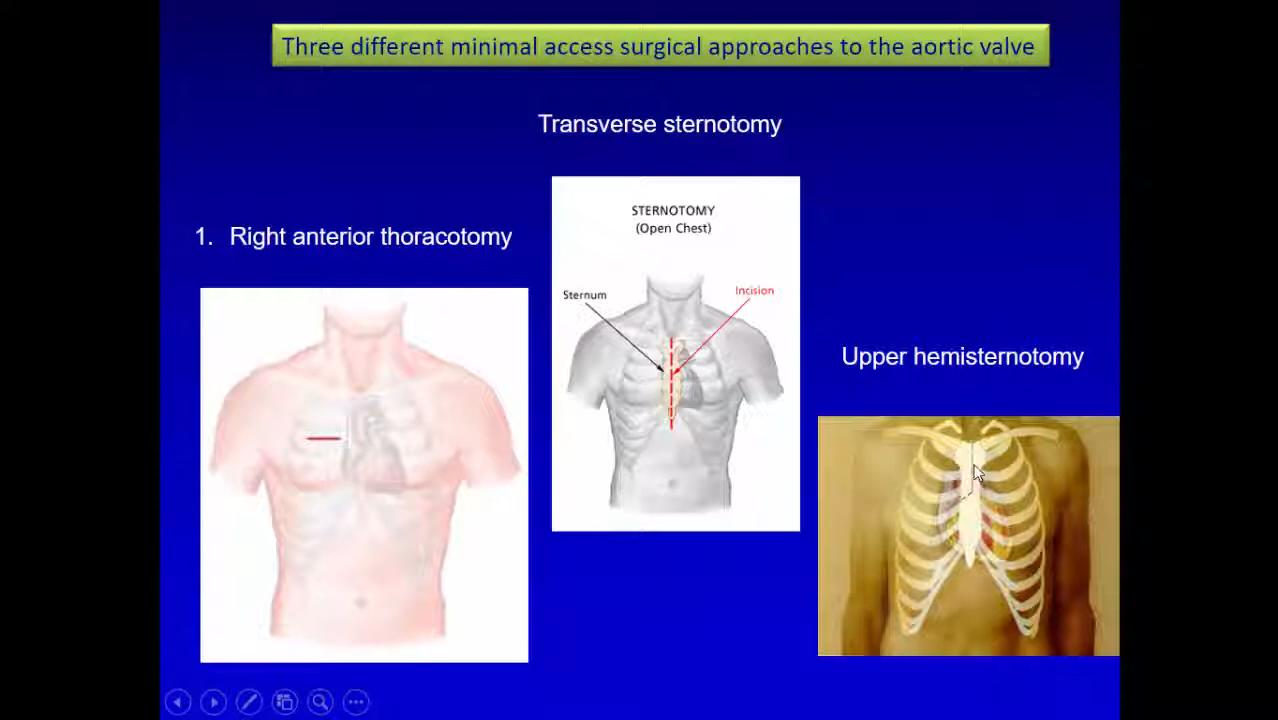 Three different minimal access surgical approaches to the aortic valve
Transverse sternotomy
STERNOTOMY
(Open Chest)
Sternum
Incision
1. Right anterior thoracotomy
Upper hemisternotomy